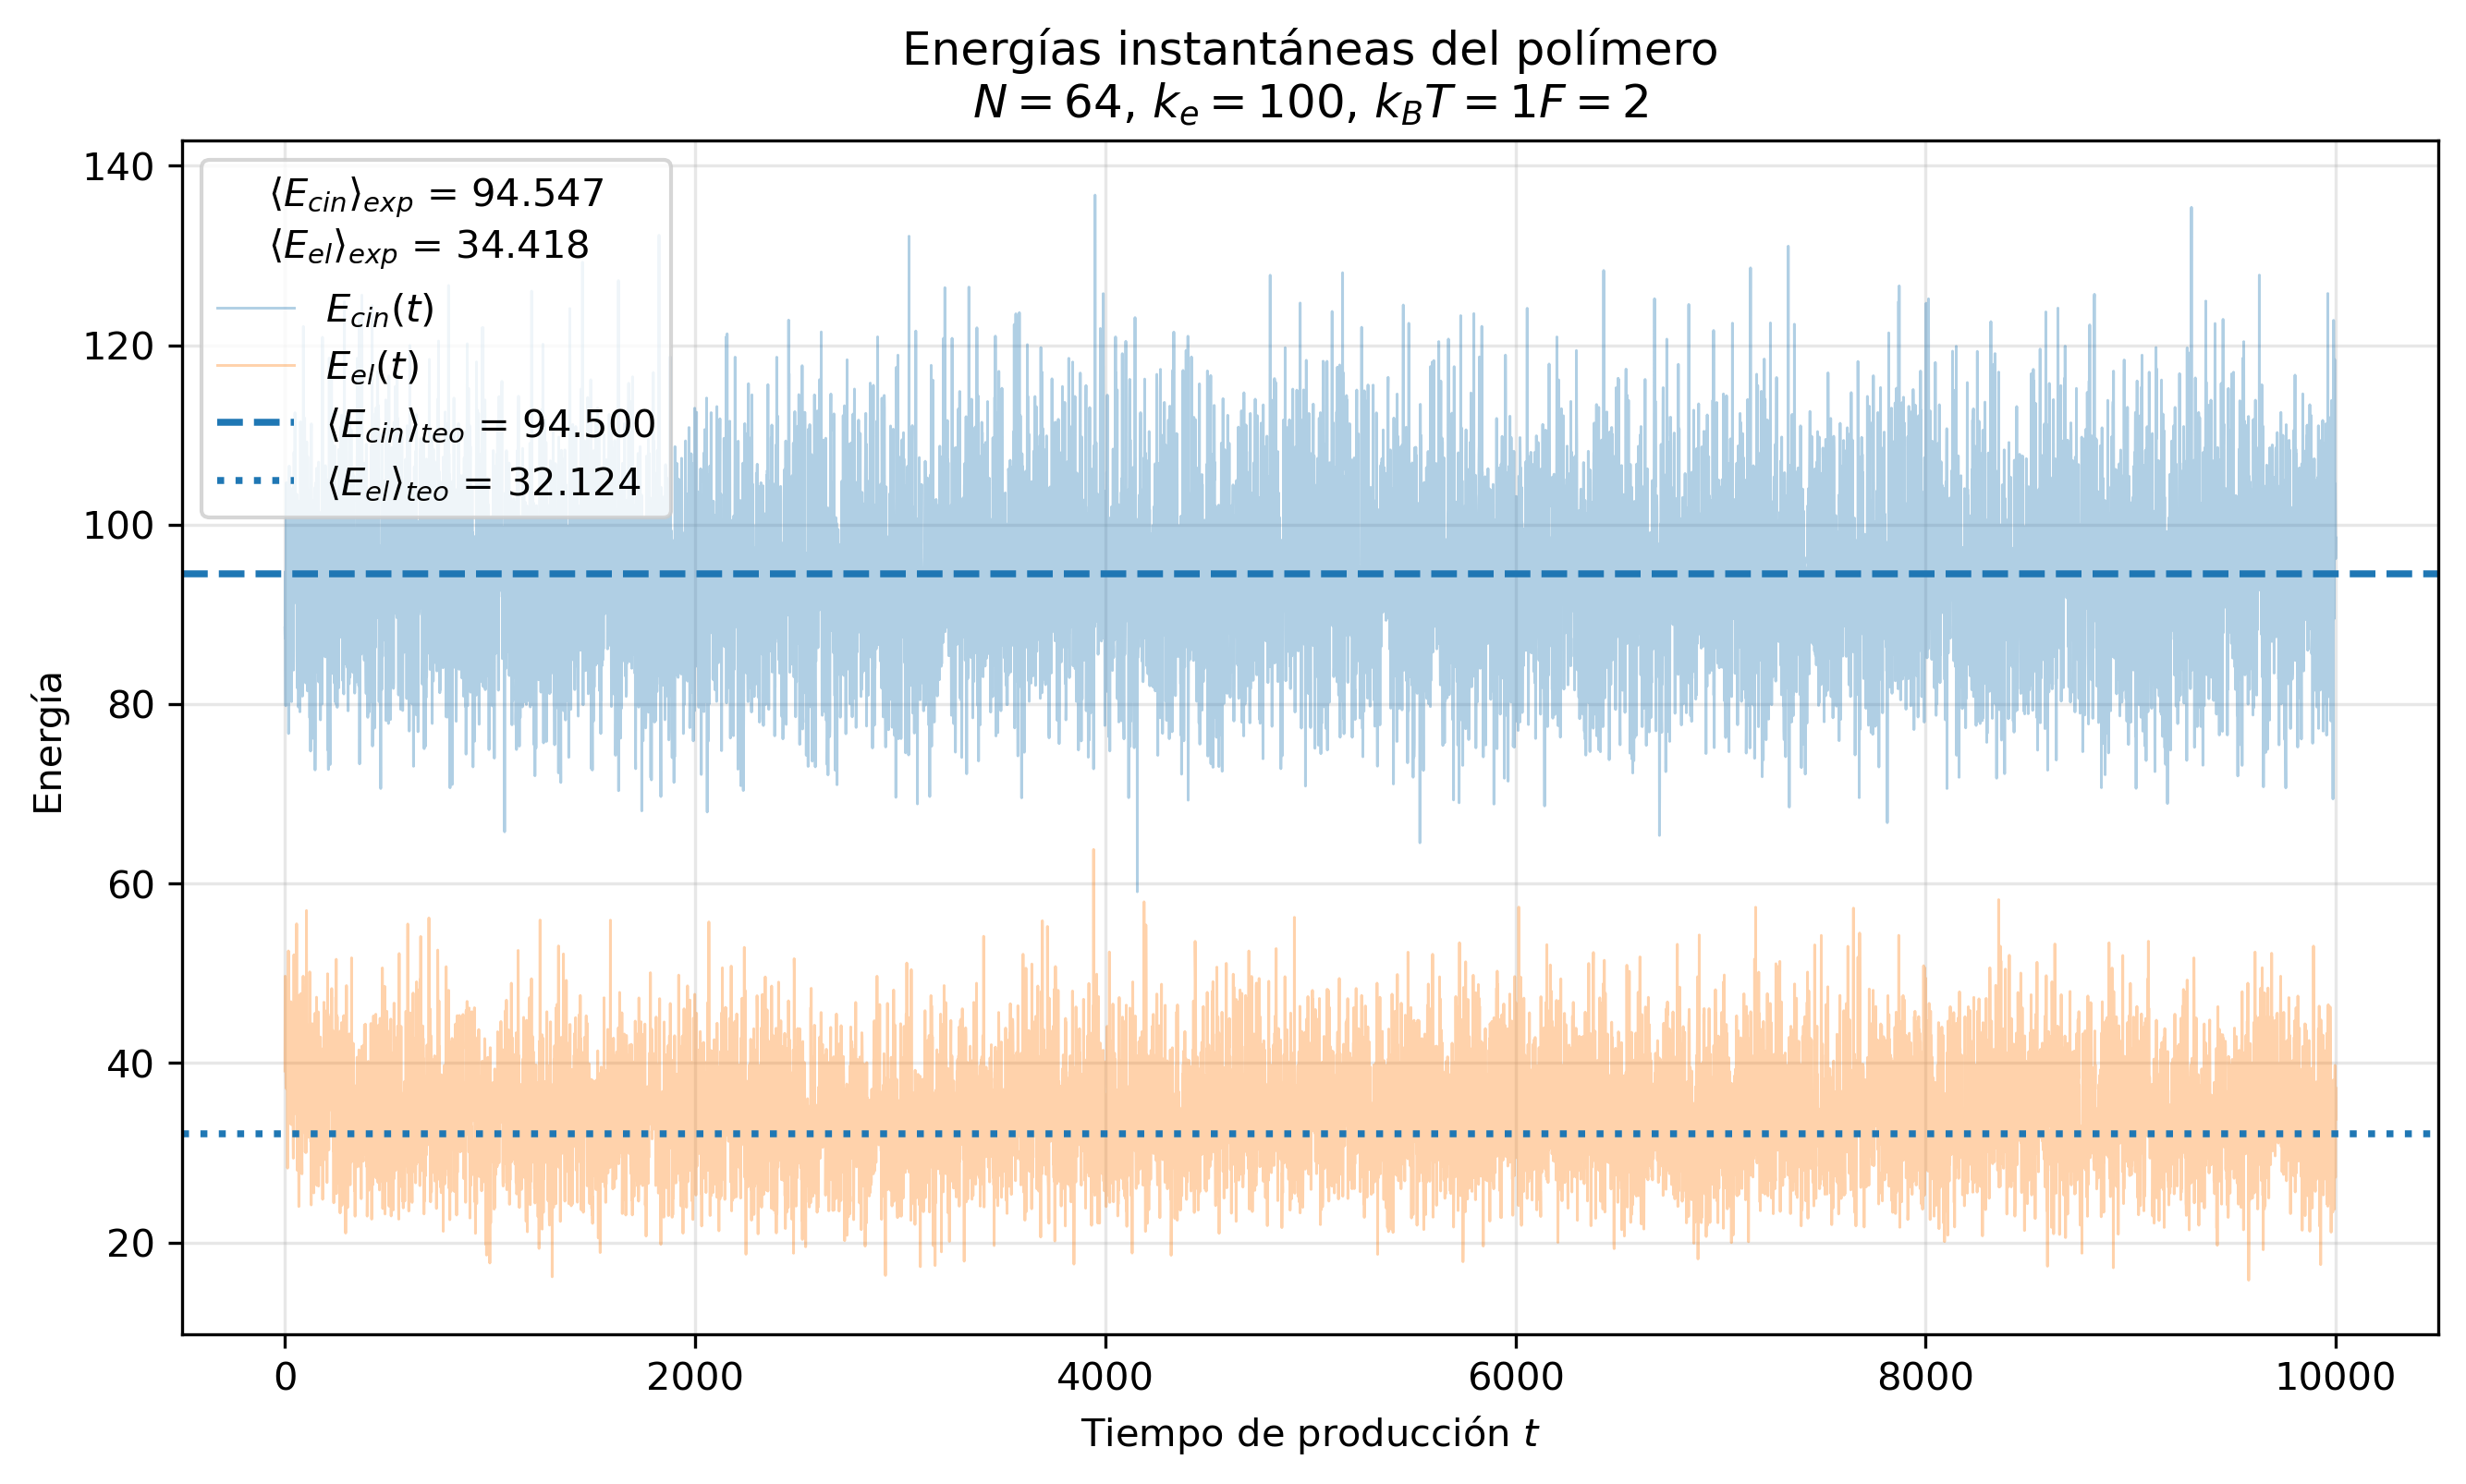 Energías instantáneas del polímero
N = 64, k_e = 100, k_BT = 1F = 2
⟨E_cin⟩_exp = 94.547
⟨E_el⟩_exp = 34.418
E_cin(t)
E_el(t)
⟨E_cin⟩_teo = 94.500
⟨E_el⟩_teo = 32.124
Energía
140
120
100
80
60
40
20
0 2000 4000 6000 8000 10000
Tiempo de producción t